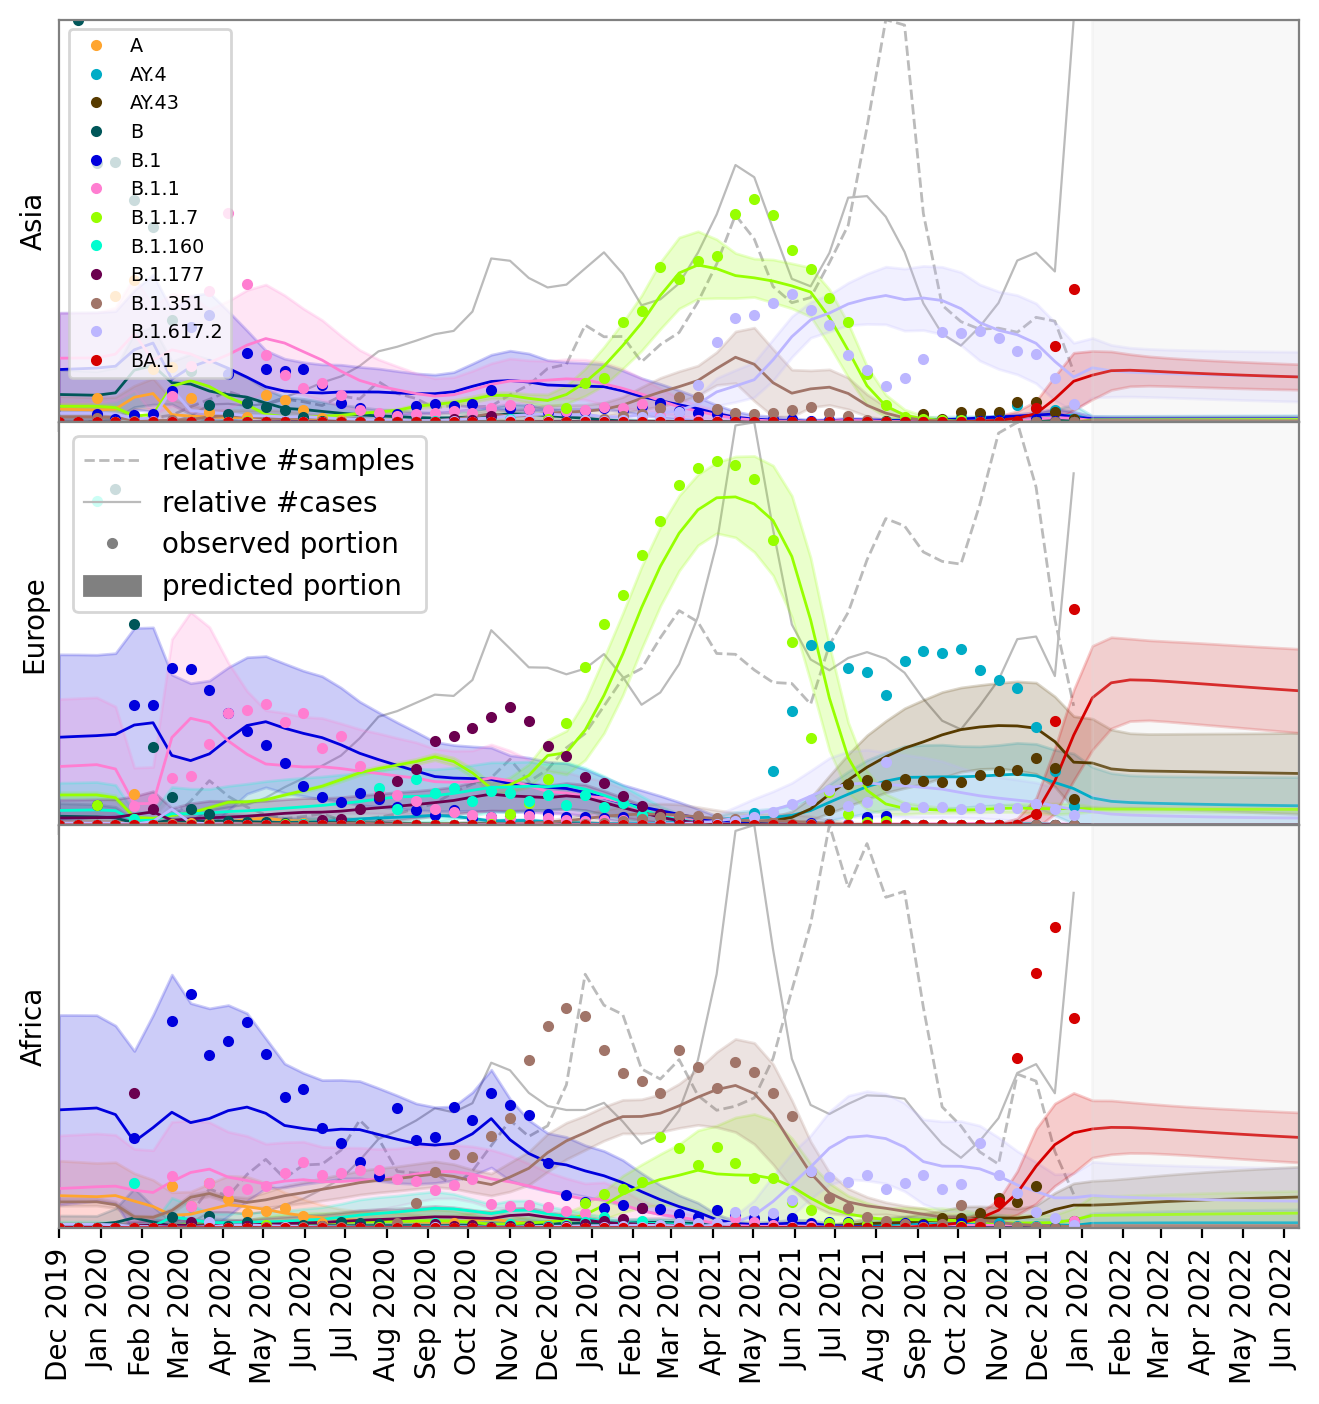 Asia
A
AY.4
AY.43
B
B.1
B.1.1
B.1.1.7
B.1.160
B.1.177
B.1.351
B.1.617.2
BA.1
Europe
relative #samples
relative #cases
observed portion
predicted portion
Africa
Dec 2019
Jan 2020
Feb 2020
Mar 2020
Apr 2020
May 2020
Jun 2020
Jul 2020
Aug 2020
Sep 2020
Oct 2020
Nov 2020
Dec 2020
Jan 2021
Feb 2021
Mar 2021
Apr 2021
May 2021
Jun 2021
Jul 2021
Aug 2021
Sep 2021
Oct 2021
Nov 2021
Dec 2021
Jan 2022
Feb 2022
Mar 2022
Apr 2022
May 2022
Jun 2022